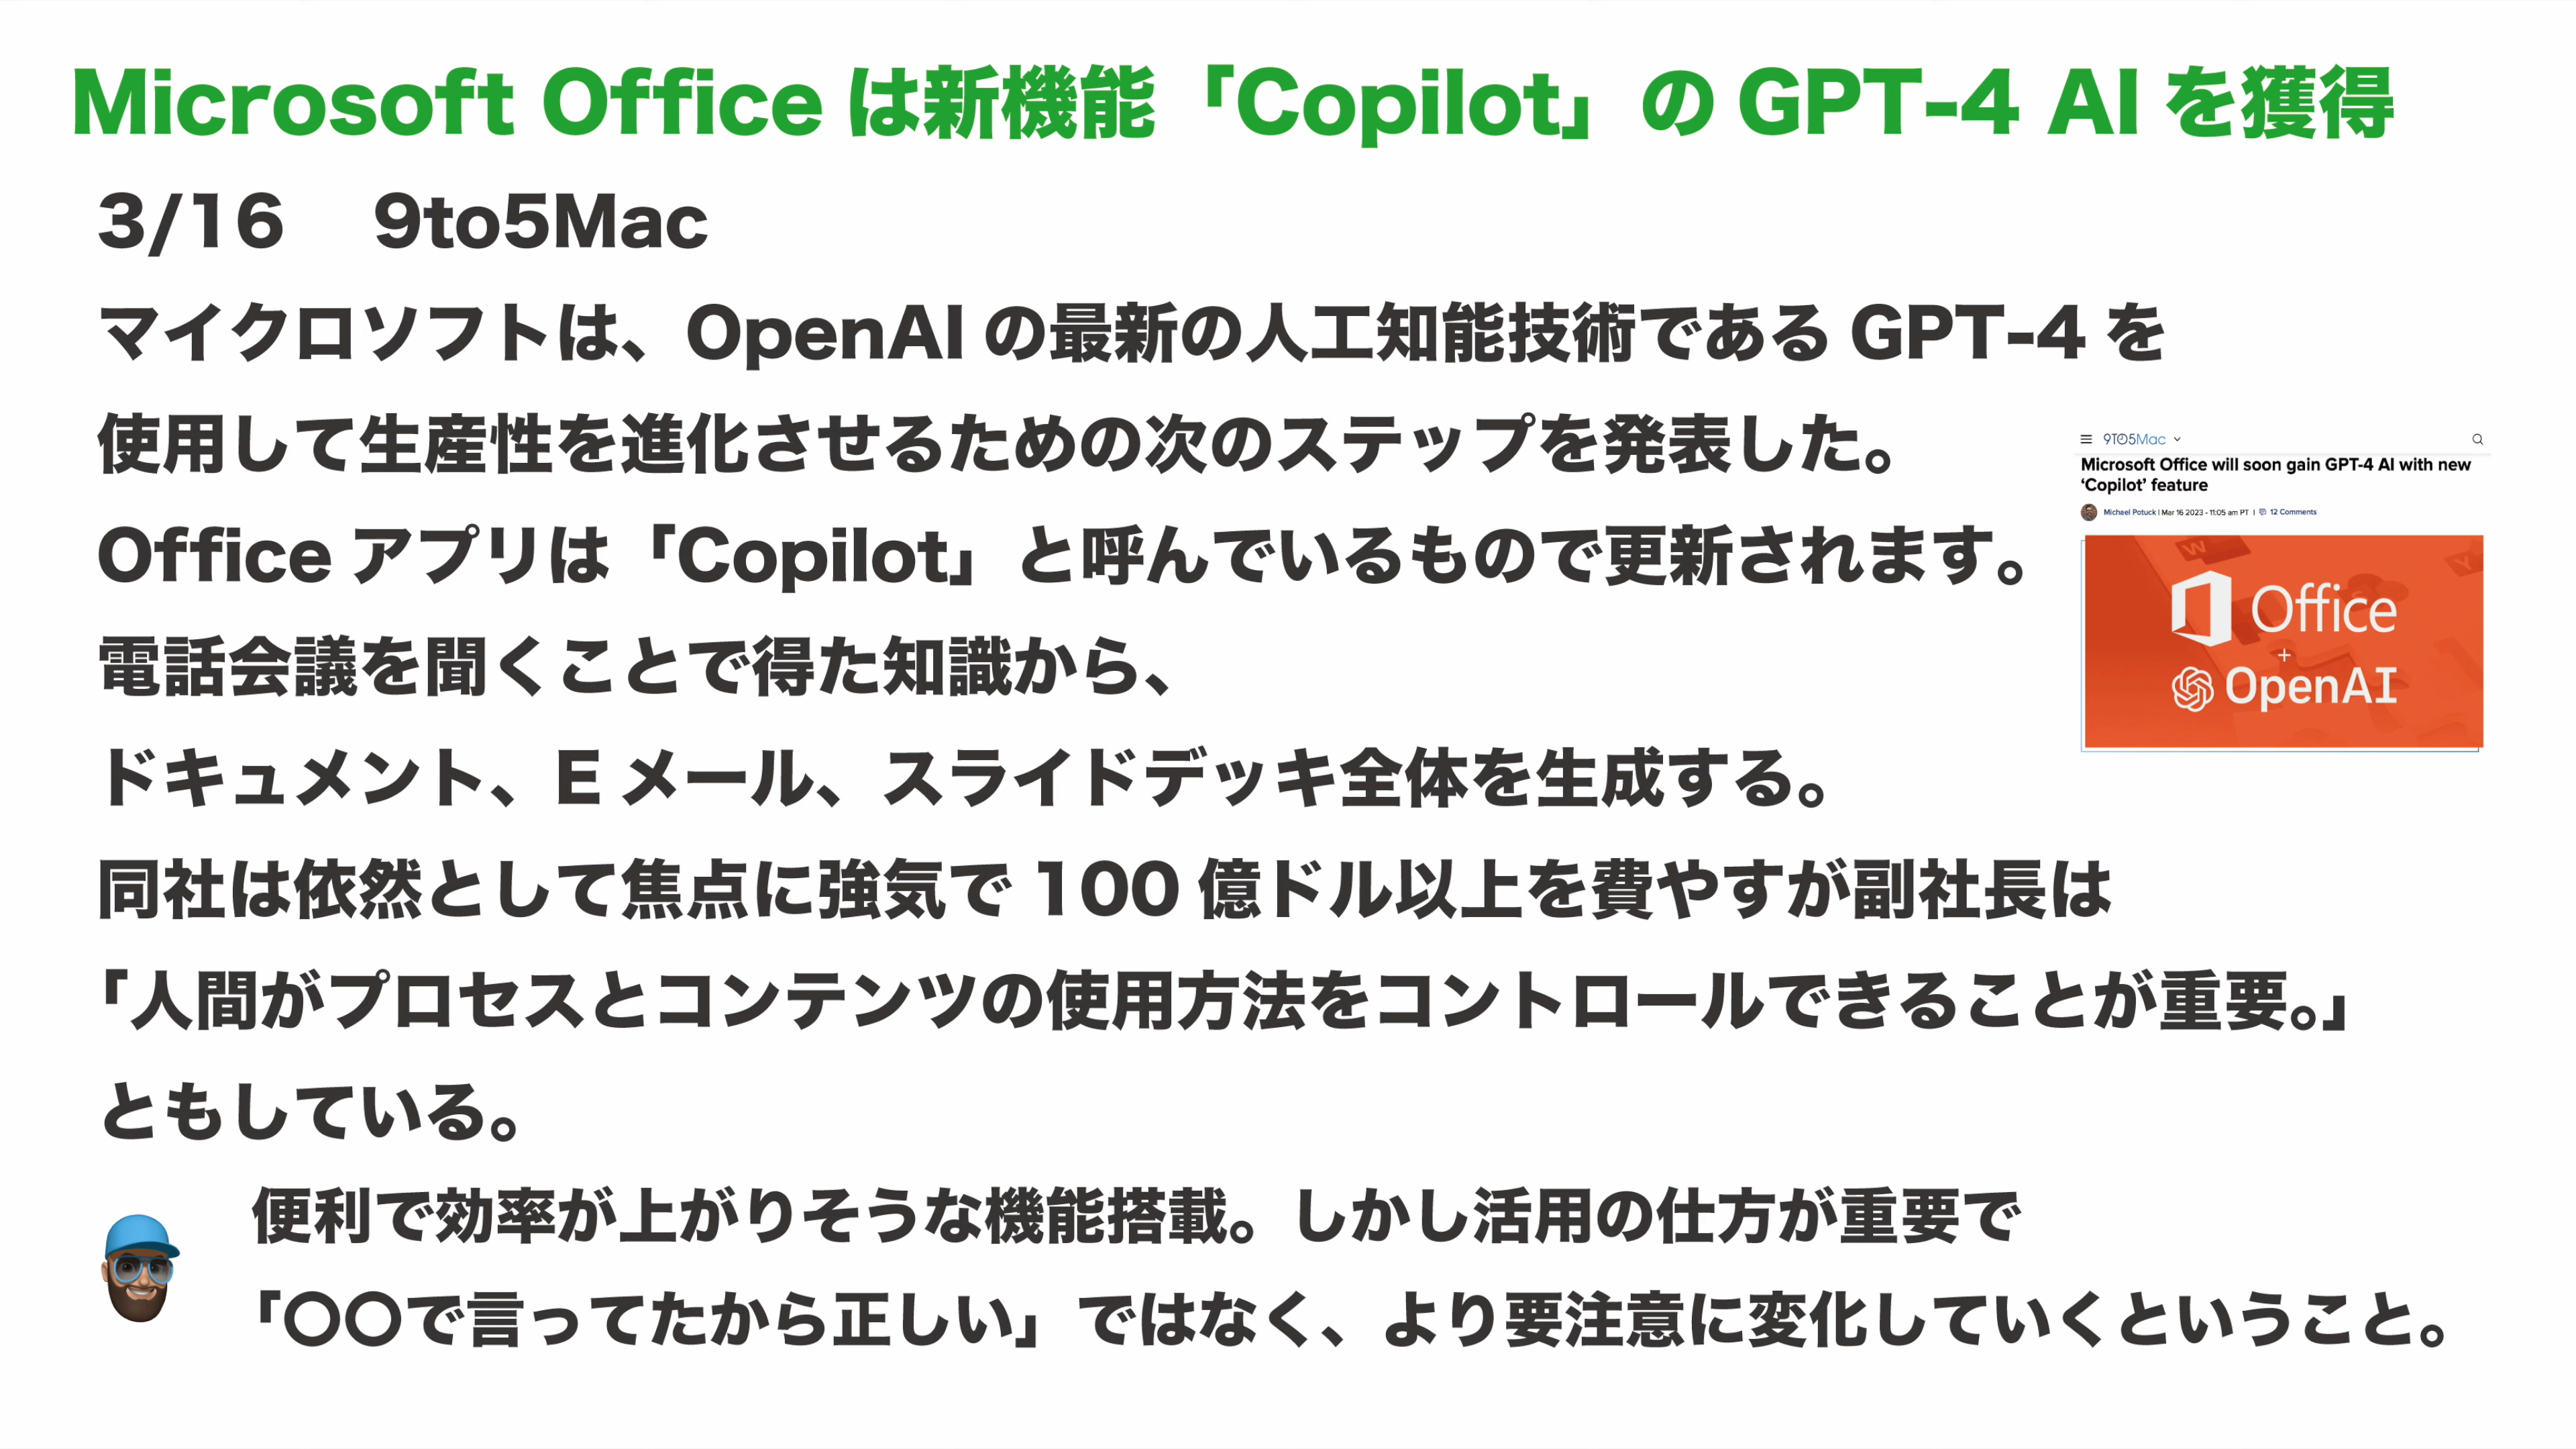 Microsoft Office は新機能「Copilot」の GPT-4 AI を獲得
3/16 9to5Mac
マイクロソフトは、OpenAI の最新の人工知能技術である GPT-4 を
使用して生産性を進化させるための次のステップを発表した。
Office アプリは「Copilot」と呼んでいるもので更新されます。
電話会議を聞くことで得た知識から、
ドキュメント、E メール、スライドデッキ全体を生成する。
同社は依然として焦点に強気で 100 億ドル以上を費やすが副社長は
「人間がプロセスとコンテンツの使用方法をコントロールできることが重要。」
ともしている。
便利で効率が上がりそうな機能搭載。しかし活用の仕方が重要で
「〇〇で言ってたから正しい」ではなく、より要注意に変化していくということ。
9TO5Mac
Microsoft Office will soon gain GPT-4 AI with new
‘Copilot’ feature
Michael Potuck | Mar 16 2023 - 11:05 am PT | 12 Comments
W
Y
Office
+
OpenAI